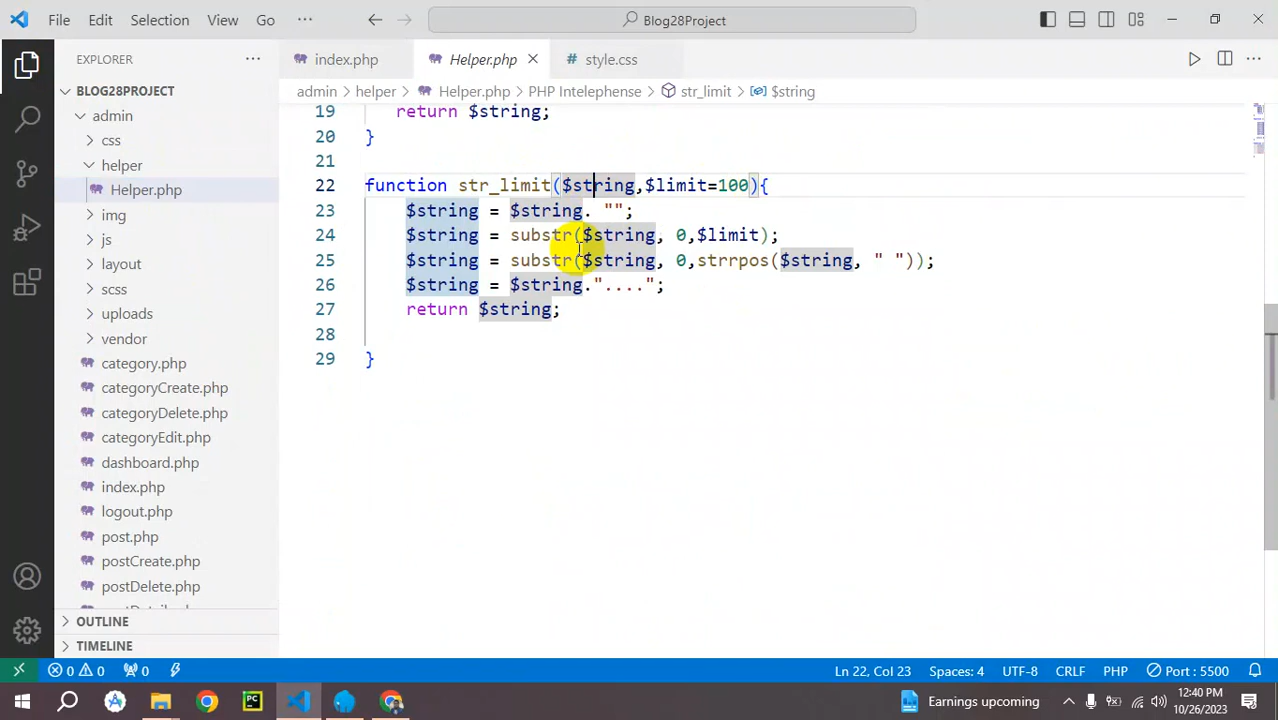 File Edit Selection View Go ··· Blog28Project
EXPLORER ··· index.php Helper.php style.css ···
BLOG28PROJECT admin > helper > Helper.php > PHP Intelephense > str_limit > $string
admin
css
helper
Helper.php
img
js
layout
scss
uploads
vendor
category.php
categoryCreate.php
categoryDelete.php
categoryEdit.php
dashboard.php
index.php
logout.php
post.php
postCreate.php
postDelete.php
OUTLINE
TIMELINE
19 return $string;
20 }
21
22 function str_limit($string,$limit=100){
23 $string = $string. "";
24 $string = substr($string, 0,$limit);
25 $string = substr($string, 0,strrpos($string, " "));
26 $string = $string."....";
27 return $string;
28
29 }
0 0 0 Ln 22, Col 23 Spaces: 4 UTF-8 CRLF PHP Port : 5500
PC Earnings upcoming 12:40 PM
10/26/2023